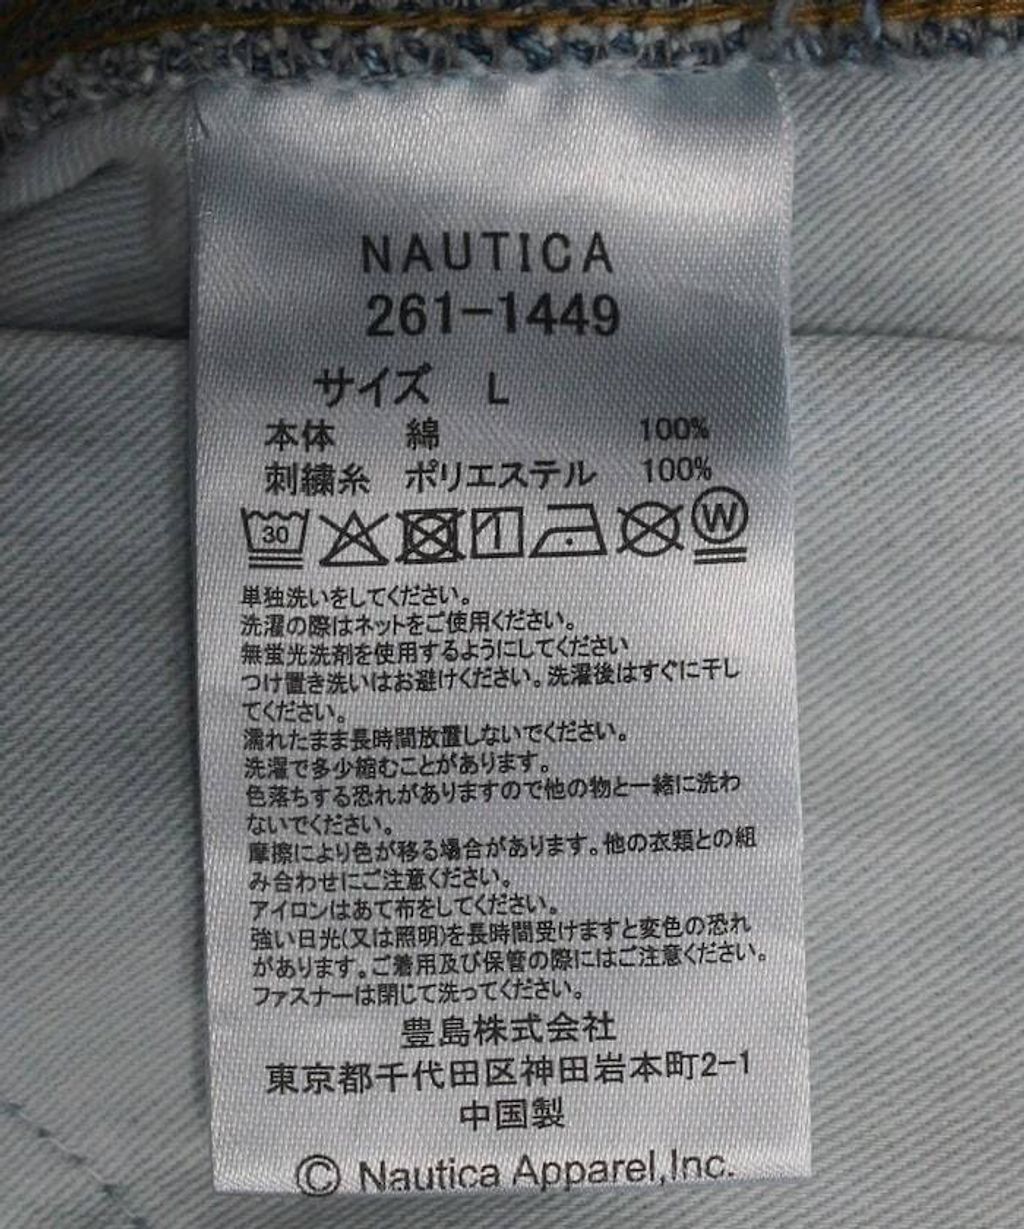 NAUTICA
261-1449
サイズ L
本体 綿 100%
刺繍糸 ポリエステル 100%
30 W
単独洗いをしてください。
洗濯の際はネットをご使用ください。
無蛍光洗剤を使用するようにしてください
つけ置き洗いはお避けください。洗濯後はすぐに干し
てください。
濡れたまま長時間放置しないでください。
洗濯で多少縮むことがあります。
色落ちする恐れがありますので他の物と一緒に洗わ
ないでください。
摩擦により色が移る場合があります。他の衣類との組
み合わせにご注意ください。
アイロンはあて布をしてください。
強い日光(又は照明)を長時間受けますと変色の恐れ
があります。ご着用及び保管の際にはご注意ください。
ファスナーは閉じて洗ってください。
豊島株式会社
東京都千代田区神田岩本町2-1
中国製
© Nautica Apparel,Inc.